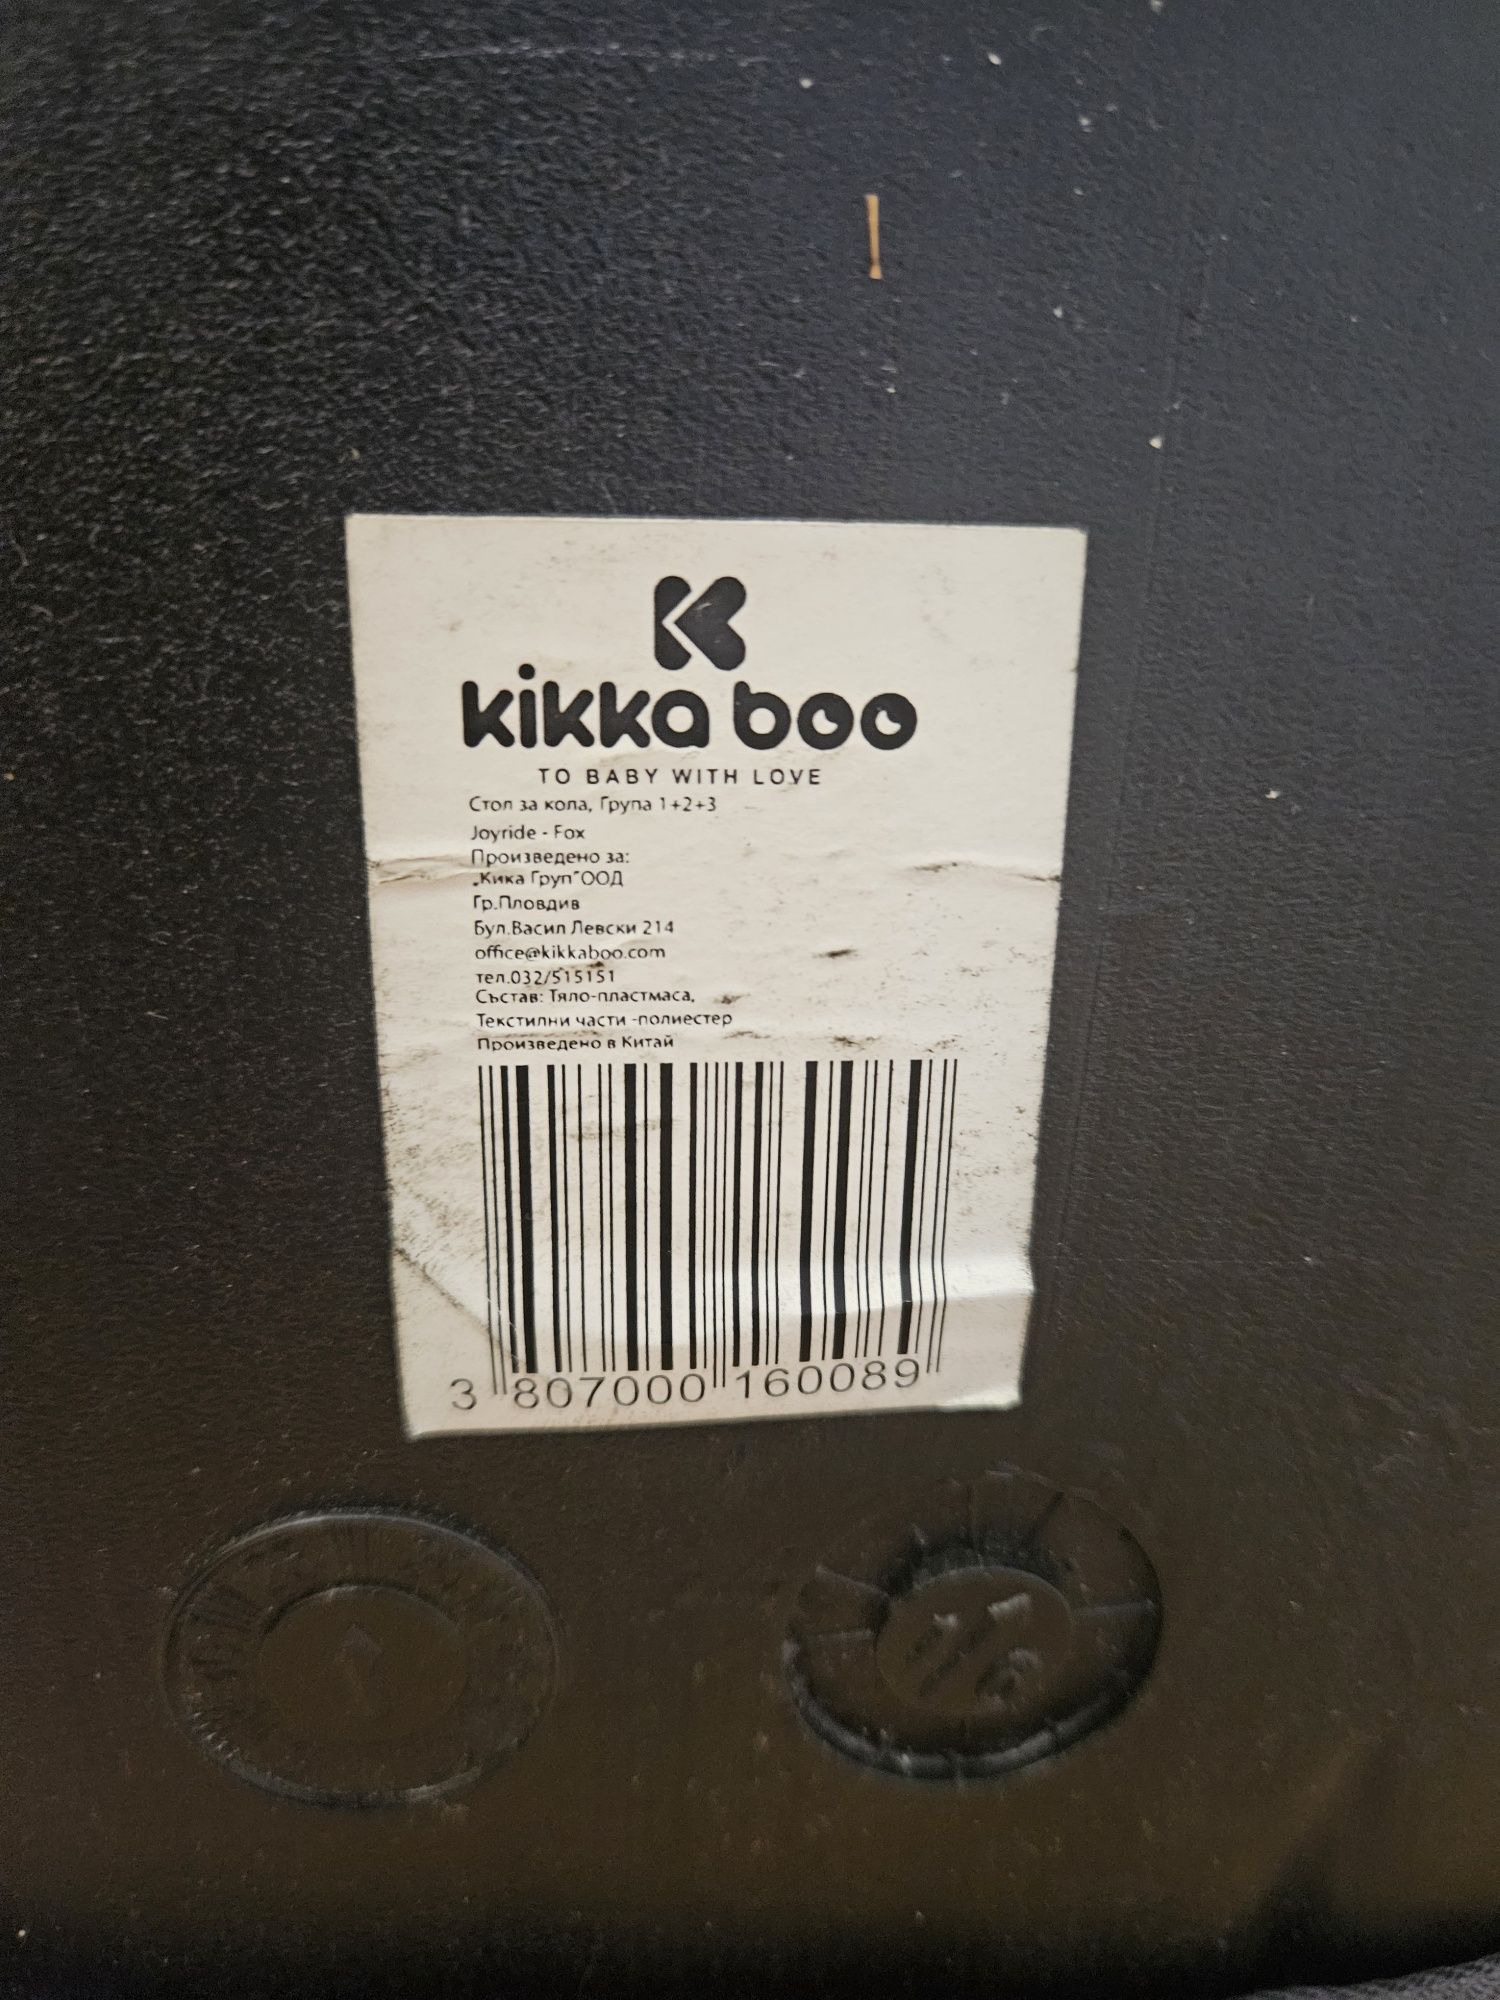 kikka boo
TO BABY WITH LOVE
Стол за кола, Група 1+2+3
Joyride - Fox
Произведено за:
„Кика Груп"ООД
Гр.Пловдив
Бул.Васил Левски 214
office@kikkaboo.com
тел.032/515151
Състав: Тяло-пластмаса,
Текстилни части -полиестер
Произведено в Китай
3 807000 160089